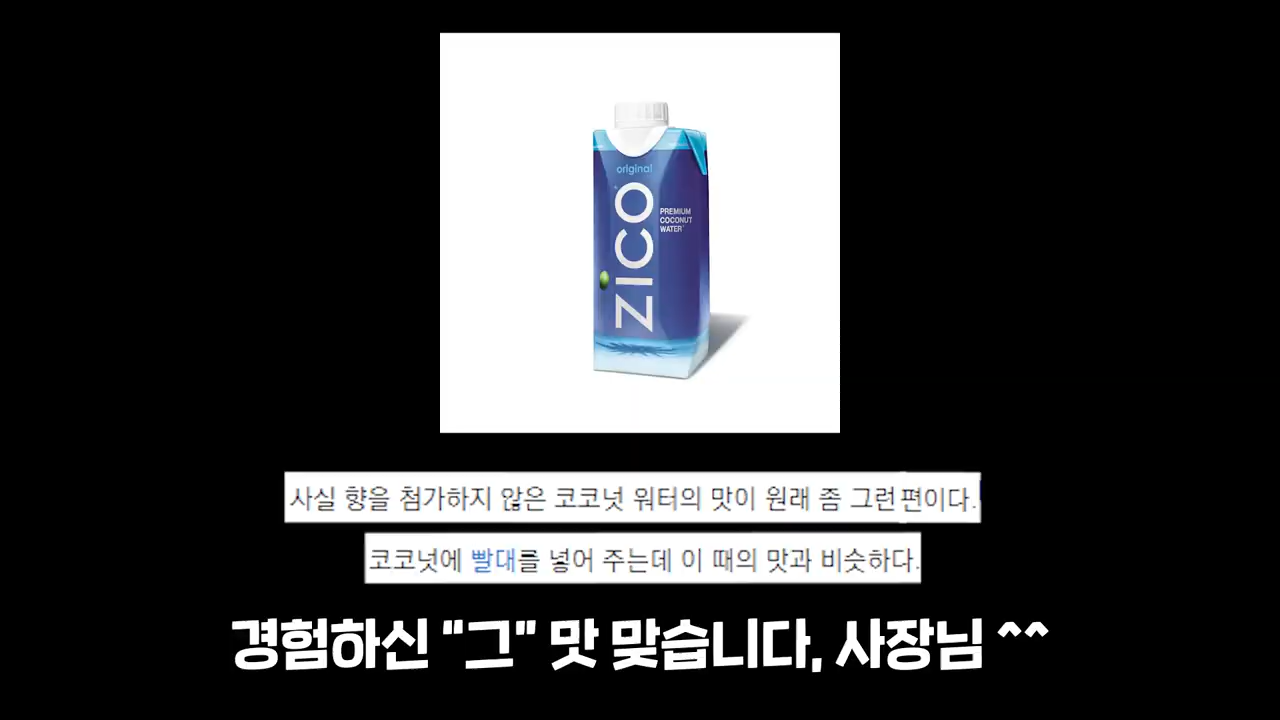 original
ZICO
PREMIUM
COCONUT
WATER
사실 향을 첨가하지 않은 코코넛 워터의 맛이 원래 좀 그런편이다.
코코넛에 빨대를 넣어 주는데 이 때의 맛과 비슷하다.
경험하신 “그” 맛 맞습니다, 사장님 ^^